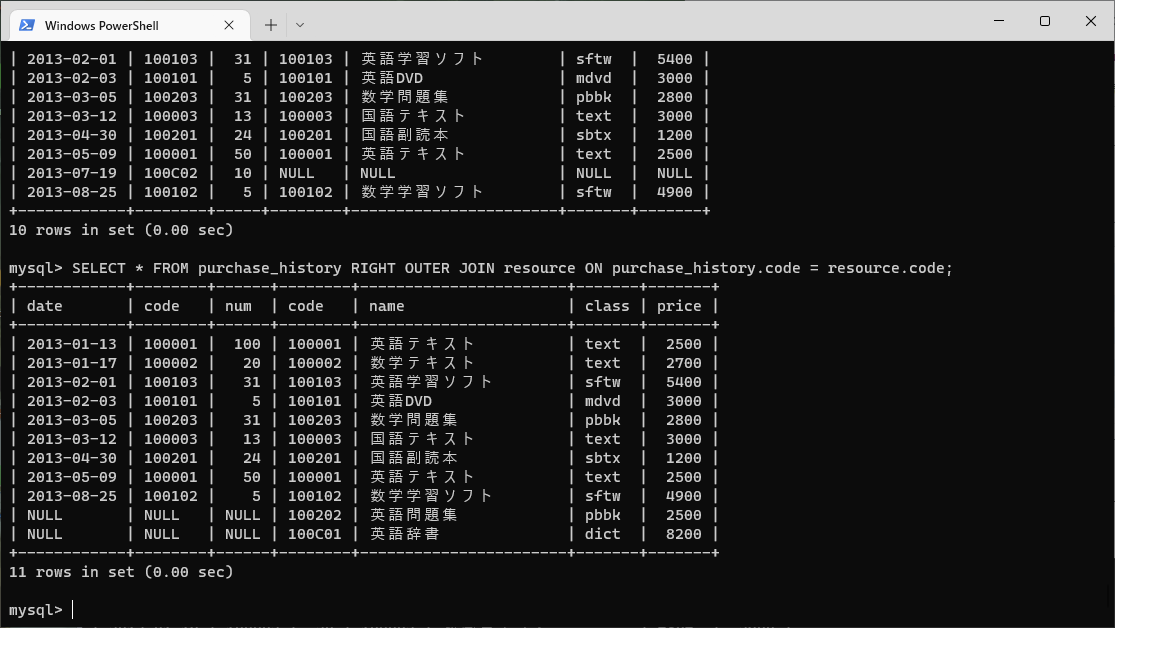 Windows PowerShell
| 2013-02-01 | 100103 |  31 | 100103 | 英語学習ソフト        | sftw  |  5400 |
| 2013-02-03 | 100101 |   5 | 100101 | 英語DVD               | mdvd  |  3000 |
| 2013-03-05 | 100203 |  31 | 100203 | 数学問題集            | pbbk  |  2800 |
| 2013-03-12 | 100003 |  13 | 100003 | 国語テキスト          | text  |  3000 |
| 2013-04-30 | 100201 |  24 | 100201 | 国語副読本            | sbtx  |  1200 |
| 2013-05-09 | 100001 |  50 | 100001 | 英語テキスト          | text  |  2500 |
| 2013-07-19 | 100C02 |  10 | NULL   | NULL                  | NULL  |  NULL |
| 2013-08-25 | 100102 |   5 | 100102 | 数学学習ソフト        | sftw  |  4900 |
+------------+--------+-----+--------+-----------------------+-------+-------+
10 rows in set (0.00 sec)
mysql> SELECT * FROM purchase_history RIGHT OUTER JOIN resource ON purchase_history.code = resource.code;
+------------+--------+------+--------+-----------------------+-------+-------+
| date       | code   | num  | code   | name                  | class | price |
+------------+--------+------+--------+-----------------------+-------+-------+
| 2013-01-13 | 100001 |  100 | 100001 | 英語テキスト          | text  |  2500 |
| 2013-01-17 | 100002 |   20 | 100002 | 数学テキスト          | text  |  2700 |
| 2013-02-01 | 100103 |   31 | 100103 | 英語学習ソフト        | sftw  |  5400 |
| 2013-02-03 | 100101 |    5 | 100101 | 英語DVD               | mdvd  |  3000 |
| 2013-03-05 | 100203 |   31 | 100203 | 数学問題集            | pbbk  |  2800 |
| 2013-03-12 | 100003 |   13 | 100003 | 国語テキスト          | text  |  3000 |
| 2013-04-30 | 100201 |   24 | 100201 | 国語副読本            | sbtx  |  1200 |
| 2013-05-09 | 100001 |   50 | 100001 | 英語テキスト          | text  |  2500 |
| 2013-08-25 | 100102 |    5 | 100102 | 数学学習ソフト        | sftw  |  4900 |
| NULL       | NULL   | NULL | 100202 | 英語問題集            | pbbk  |  2500 |
| NULL       | NULL   | NULL | 100C01 | 英語辞書              | dict  |  8200 |
+------------+--------+------+--------+-----------------------+-------+-------+
11 rows in set (0.00 sec)
mysql>